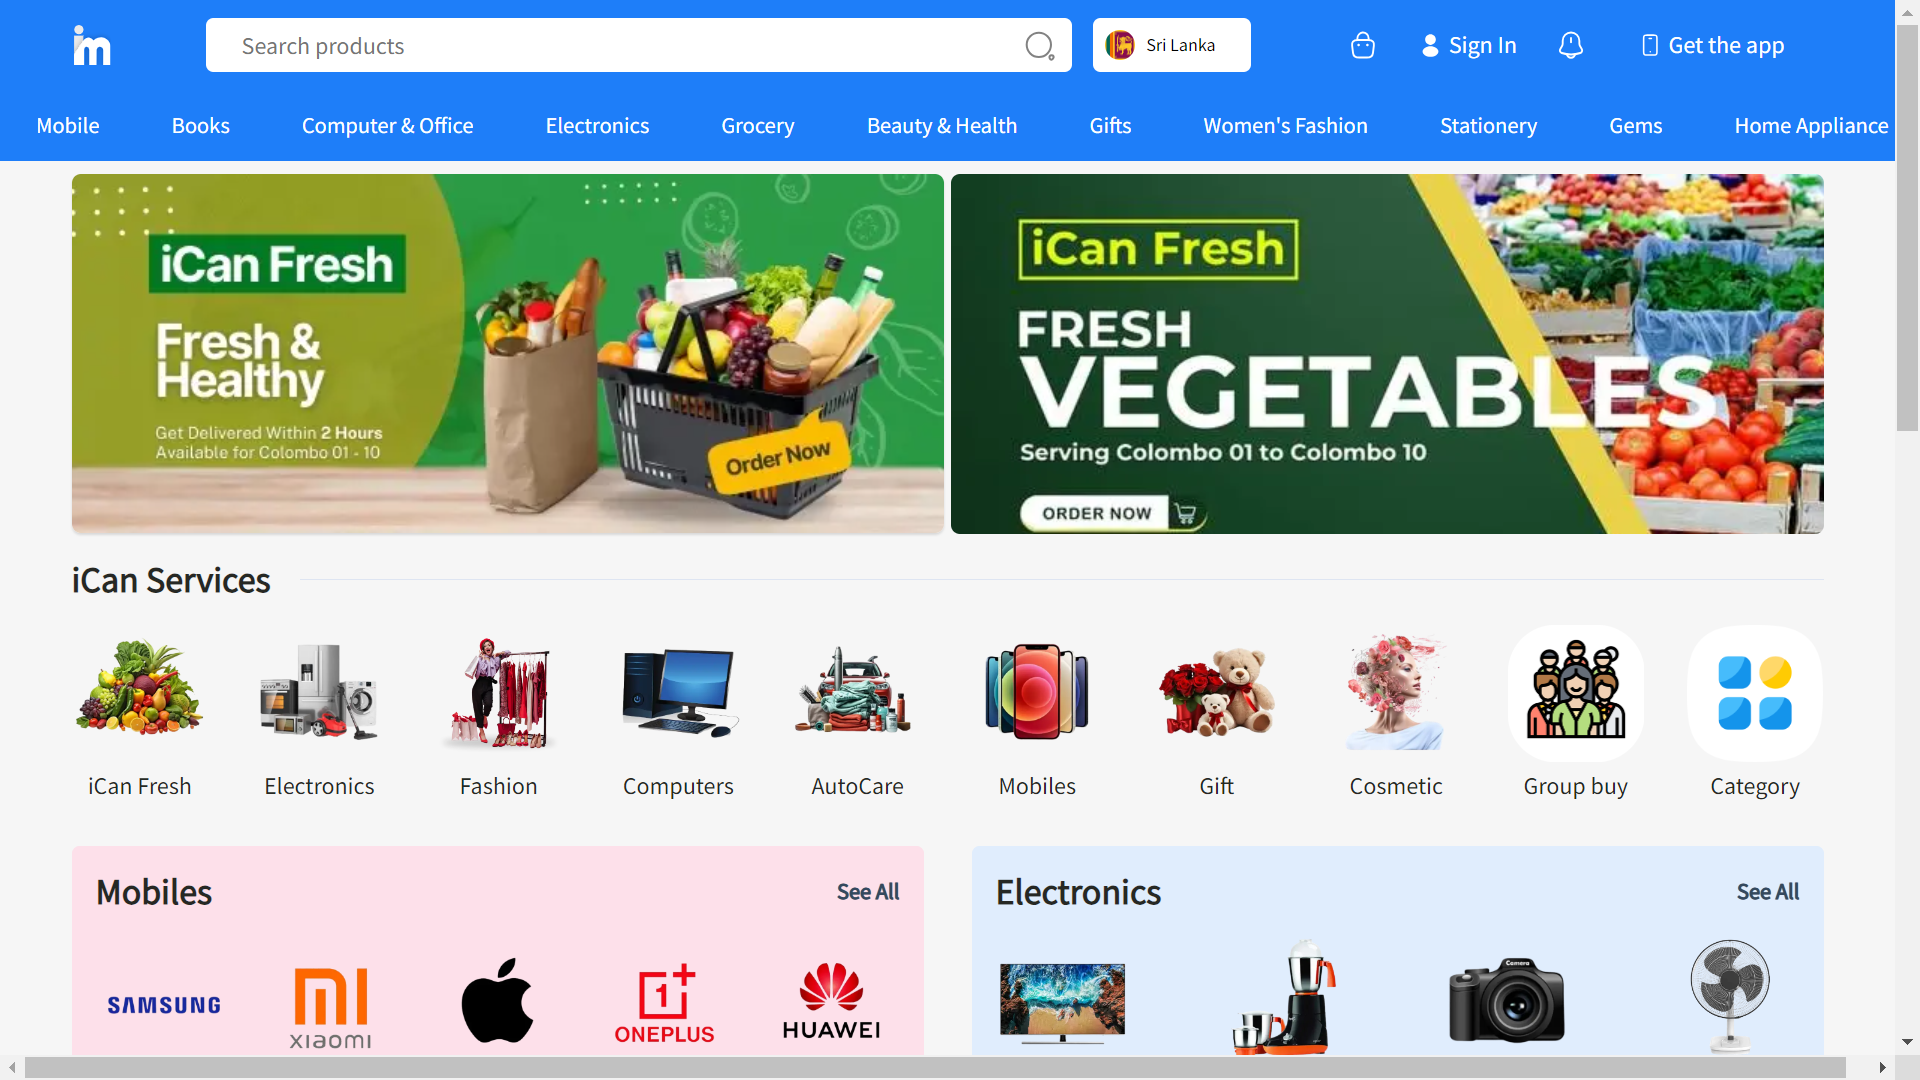 im
Search products
Sri Lanka
Sign In
Get the app
Mobile
Books
Computer & Office
Electronics
Grocery
Beauty & Health
Gifts
Women's Fashion
Stationery
Gems
Home Appliance
iCan Fresh
Fresh &
Healthy
Get Delivered Within 2 Hours
Available for Colombo 01 - 10
Order Now
iCan Fresh
FRESH
VEGETABLES
Serving Colombo 01 to Colombo 10
ORDER NOW
iCan Services
iCan Fresh
Electronics
Fashion
Computers
AutoCare
Mobiles
Gift
Cosmetic
Group buy
Category
Mobiles
See All
SAMSUNG
xiaomi
1+
ONEPLUS
HUAWEI
Electronics
See All
Camera